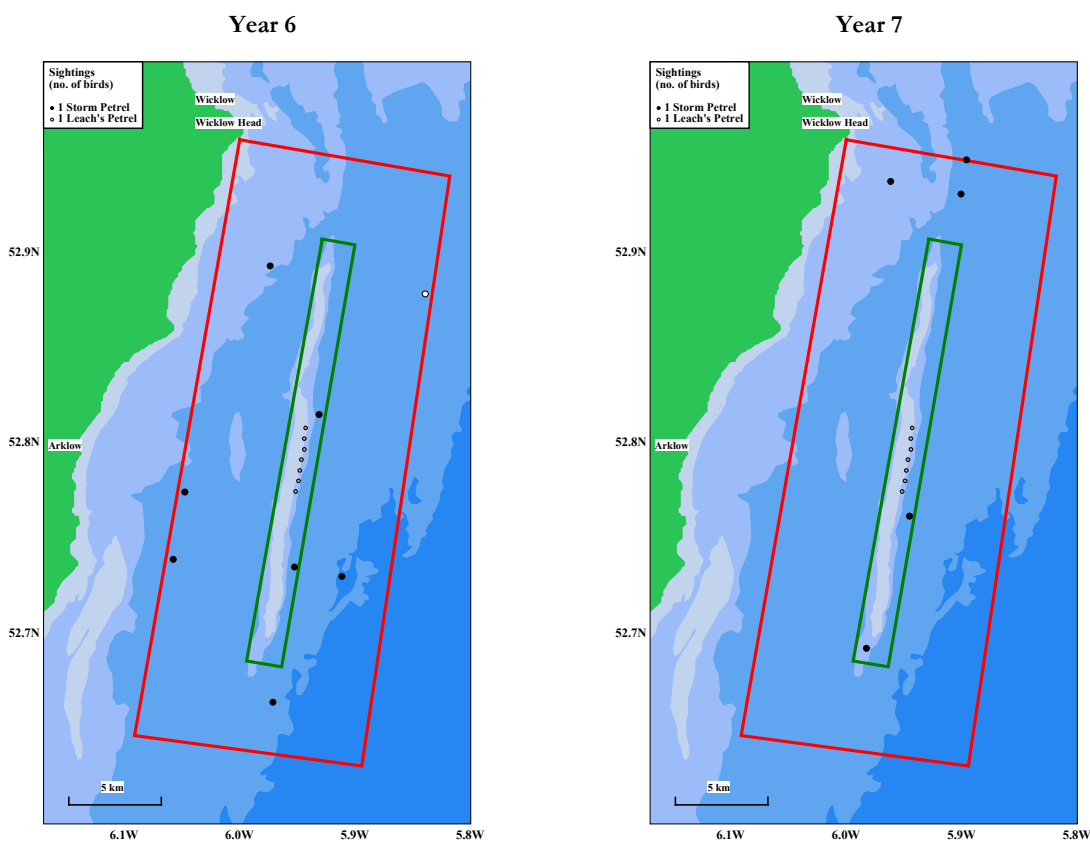 Year 6
Sightings
(no. of birds)
1 Storm Petrel
1 Leach's Petrel
Wicklow
Wicklow Head
52.9N
52.8N
Arklow
52.7N
5 km
6.1W
6.0W
5.9W
5.8W
Year 7
Sightings
(no. of birds)
1 Storm Petrel
1 Leach's Petrel
Wicklow
Wicklow Head
52.9N
52.8N
Arklow
52.7N
5 km
6.1W
6.0W
5.9W
5.8W